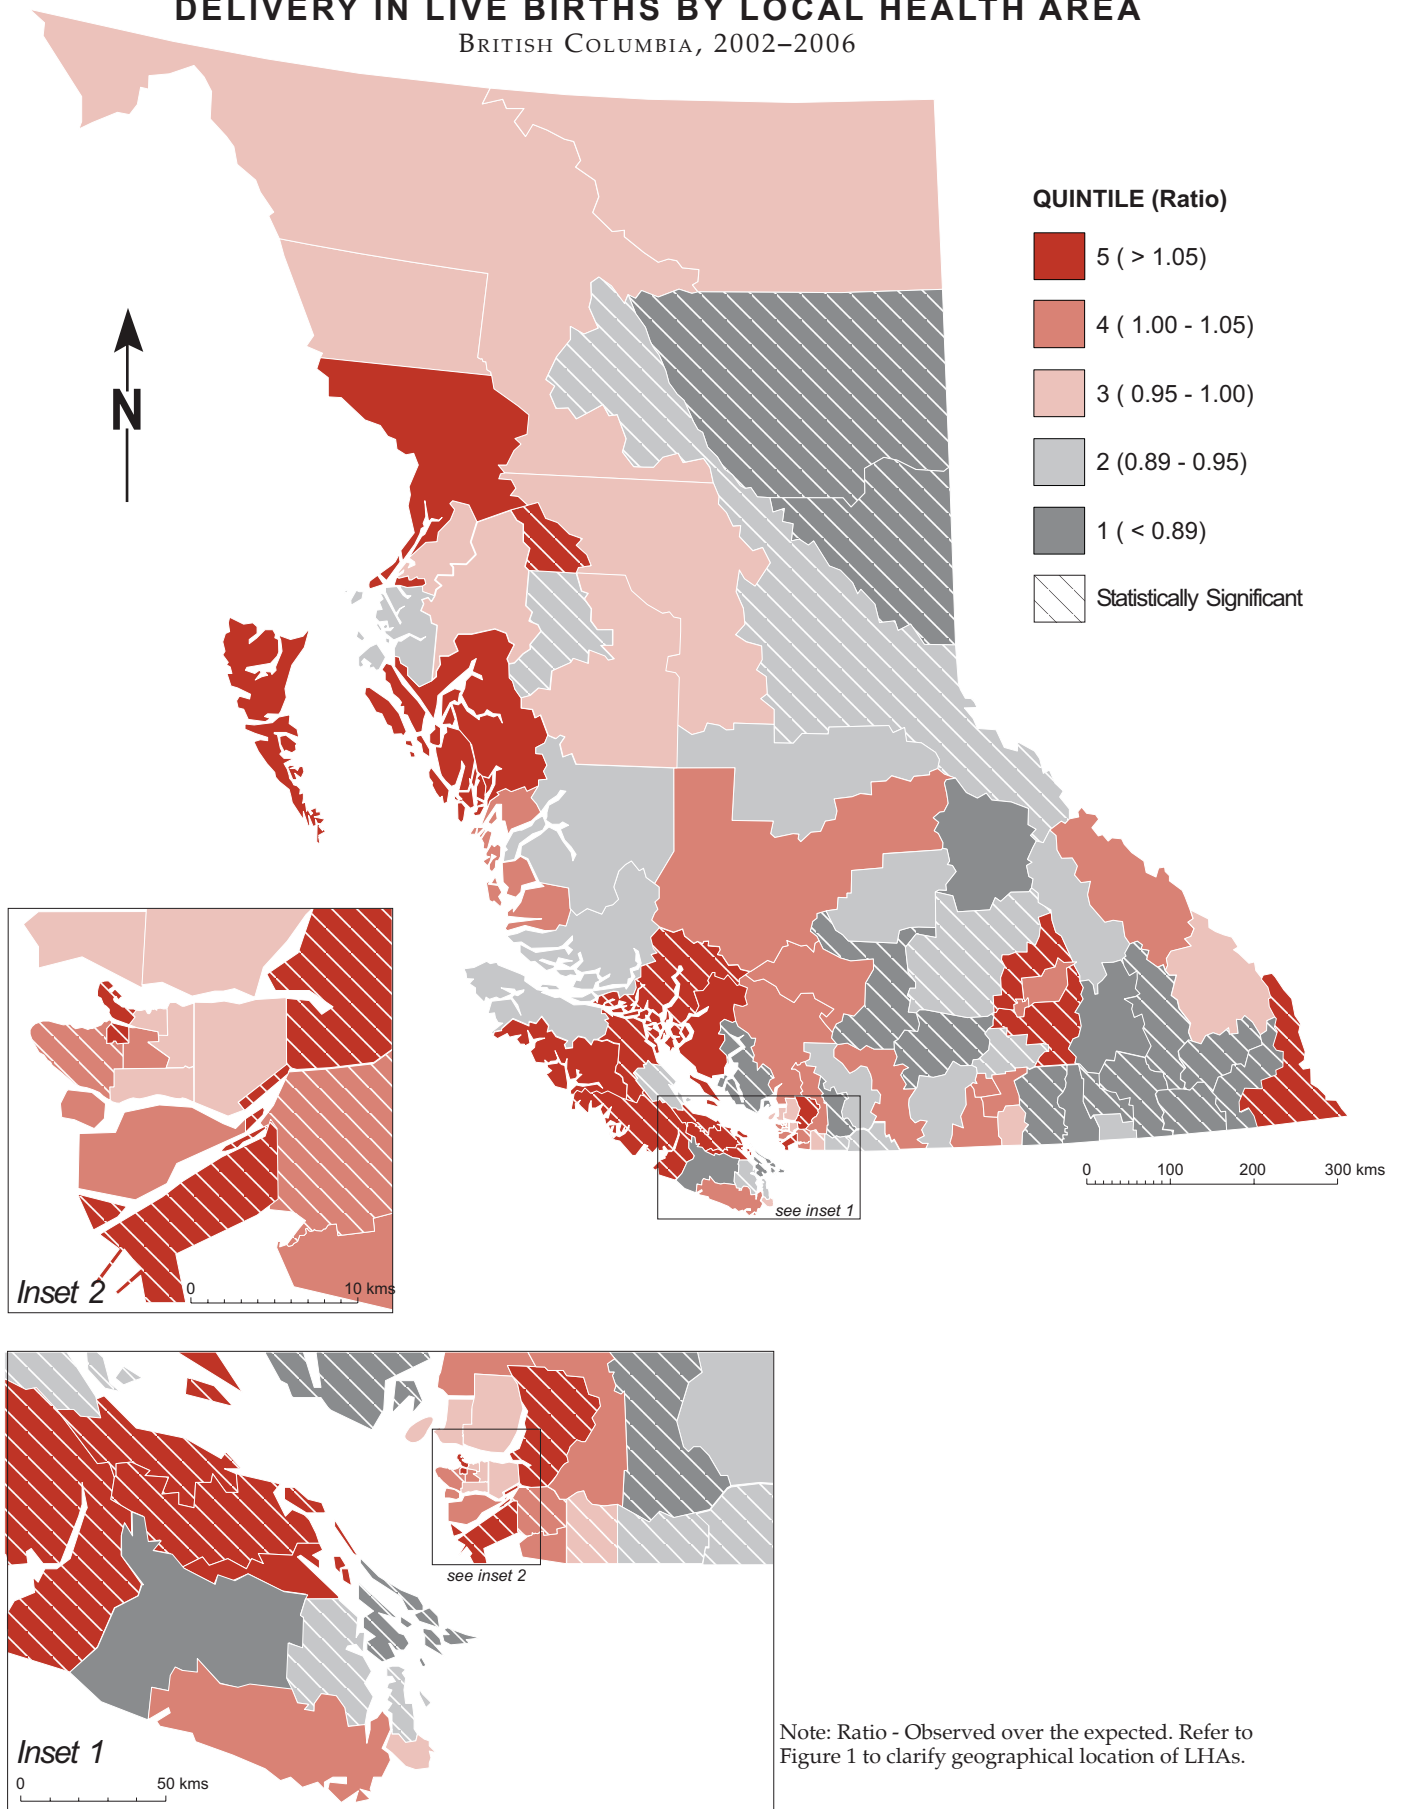 DELIVERY IN LIVE BIRTHS BY LOCAL HEALTH AREA
BRITISH COLUMBIA, 2002–2006
QUINTILE (Ratio)
5 ( > 1.05)
4 ( 1.00 - 1.05)
3 ( 0.95 - 1.00)
2 (0.89 - 0.95)
1 ( < 0.89)
Statistically Significant
N
0 100 200 300 kms
see inset 1
Inset 2
0 10 kms
see inset 2
Inset 1
0 50 kms
Note: Ratio - Observed over the expected. Refer to
Figure 1 to clarify geographical location of LHAs.